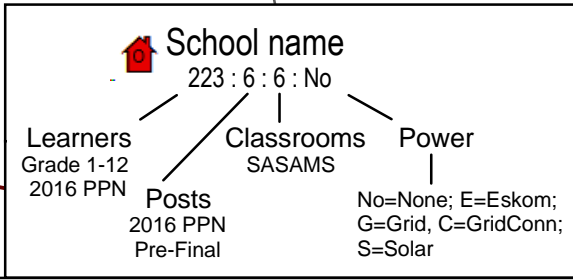 School name
O
223 : 6 : 6 : No
Learners
Grade 1-12
2016 PPN
Posts
2016 PPN
Pre-Final
Classrooms
SASAMS
Power
No=None; E=Eskom;
G=Grid, C=GridConn;
S=Solar